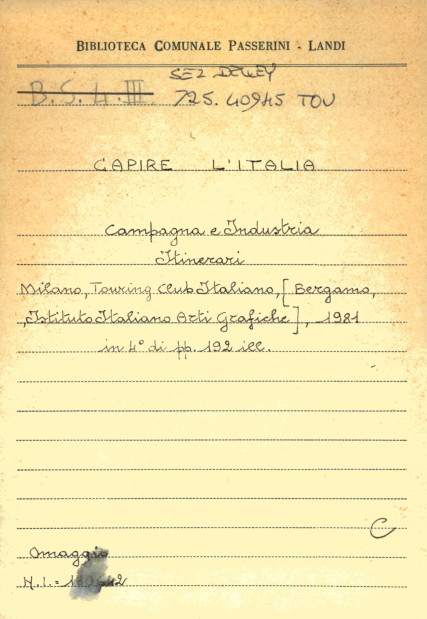 BIBLIOTECA COMUNALE PASSERINI - LANDI
SEZ DEWEY
B.S.4.III. 725.40945 TOU
CAPIRE L'ITALIA
Campagna e Industria
Itinerari
Milano, Touring Club Italiano, [Bergamo,
,Istituto Italiano Arti Grafiche], 1981
in 4° di pp. 192 ill.
C
Omaggio
N.I.=